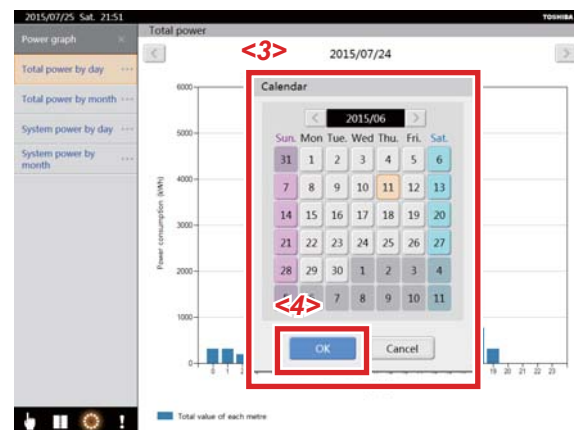 2015/07/25 Sat. 21:51
TOSHIBA
Power graph ×
Total power by day ...
Total power by month ...
System power by day ...
System power by
month ...
Total power
<3>
< 2015/07/24 >
Calendar
< 2015/06 >
Sun. Mon Tue. Wed Thu. Fri. Sat.
31 1 2 3 4 5 6
7 8 9 10 11 12 13
14 15 16 17 18 19 20
21 22 23 24 25 26 27
28 29 30 1 2 3 4
7 8 9 10 11
<4>
OK Cancel
Power consumption (kWh)
6000
5000
4000
3000
2000
1000
0
0 1 2 19 20 21 22 23
Total value of each metre
!